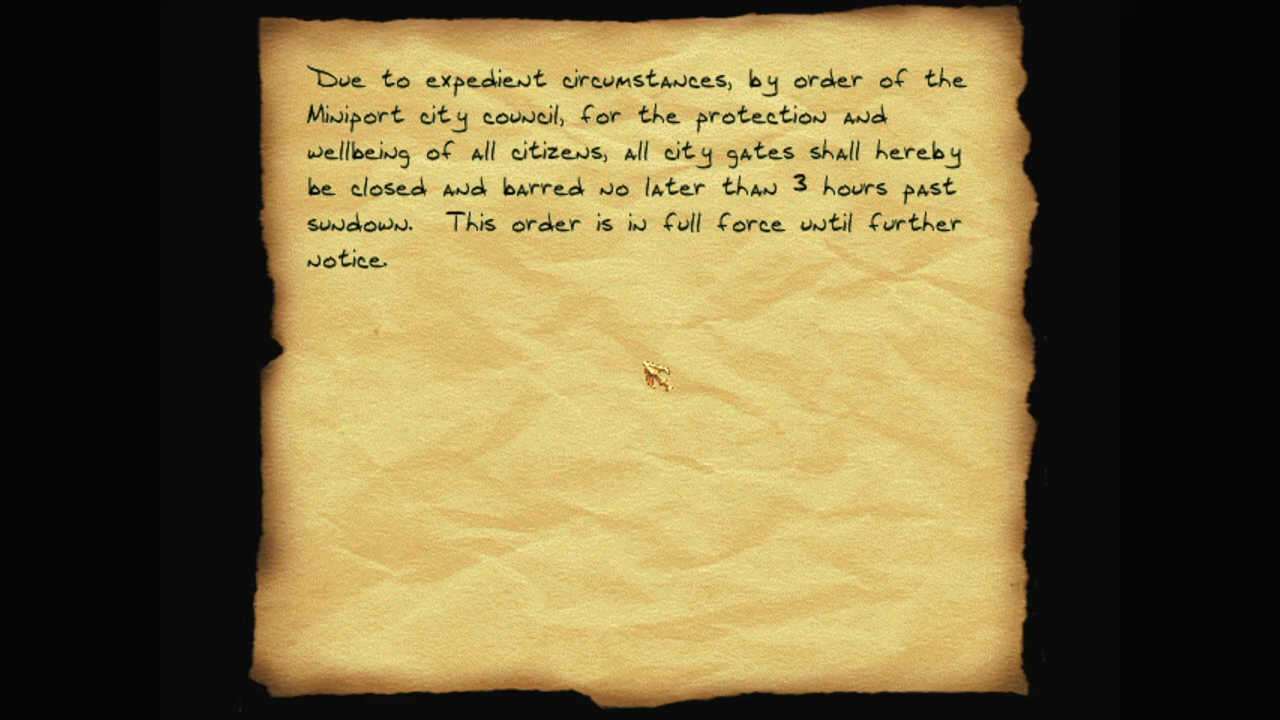 Due to expedient circumstances, by order of the
Miniport city council, for the protection and
wellbeing of all citizens, all city gates shall hereby
be closed and barred no later than 3 hours past
sundown.  This order is in full force until further
notice.